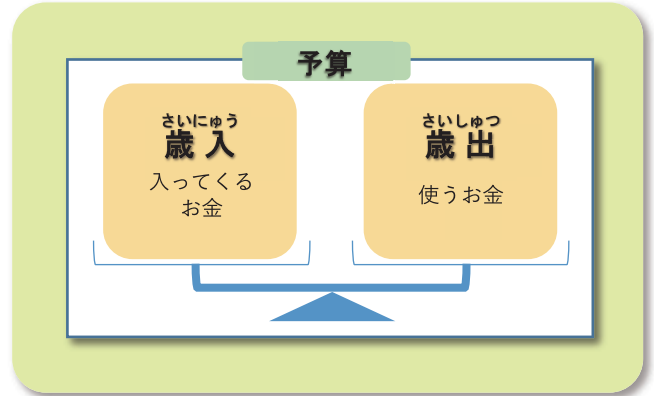 予算
さいにゅう
歳入
入ってくる
お金
さいしゅつ
歳出
使うお金